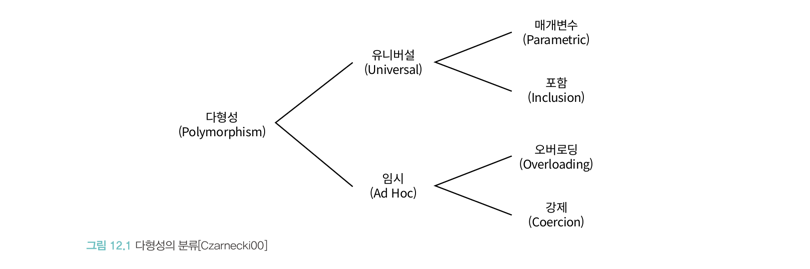 매개변수
(Parametric)
유니버설
(Universal)
포함
(Inclusion)
다형성
(Polymorphism)
오버로딩
(Overloading)
임시
(Ad Hoc)
강제
(Coercion)
그림 12.1 다형성의 분류[Czarnecki00]